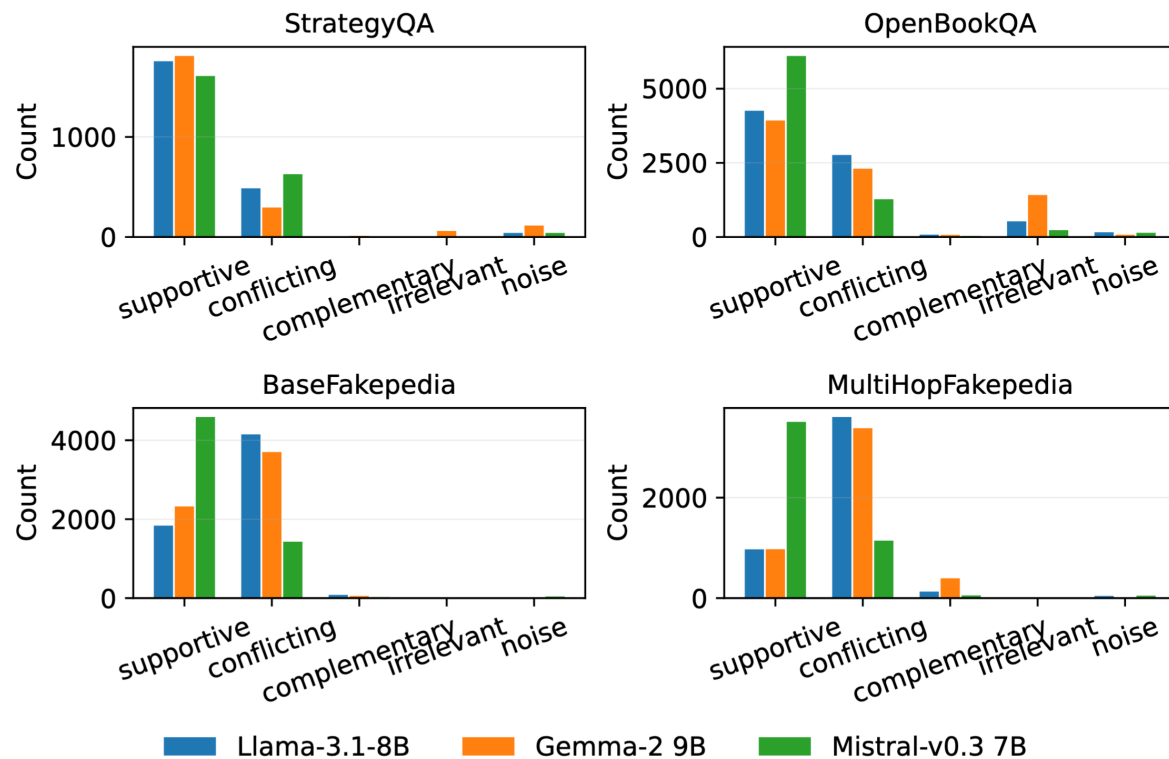 StrategyQA
OpenBookQA
Count
1000
0
supportive
conflicting
complementary
irrelevant
noise
Count
5000
2500
0
supportive
conflicting
complementary
irrelevant
noise
BaseFakepedia
MultiHopFakepedia
Count
4000
2000
0
supportive
conflicting
complementary
irrelevant
noise
Count
2000
0
supportive
conflicting
complementary
irrelevant
noise
Llama-3.1-8B Gemma-2 9B Mistral-v0.3 7B